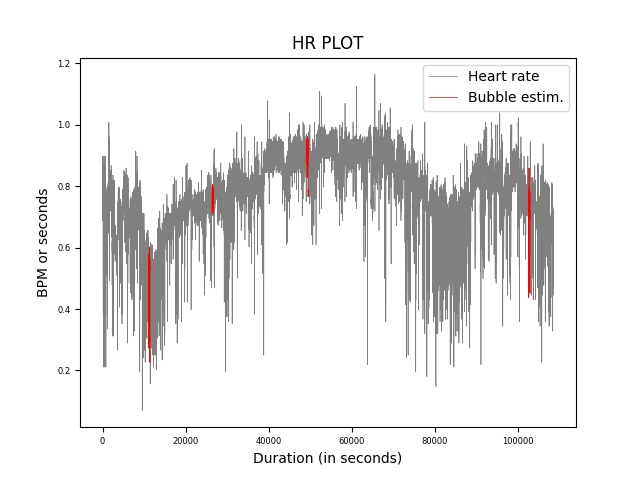 HR PLOT
Heart rate
Bubble estim.
1.2
1.0
0.8
0.6
0.4
0.2
BPM or seconds
0
20000
40000
60000
80000
100000
Duration (in seconds)